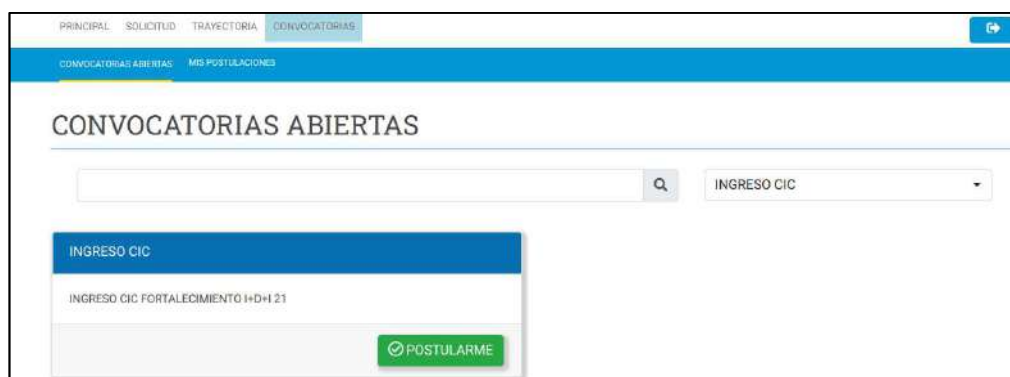 PRINCIPAL SOLICITUD TRAYECTORIA CONVOCATORIAS
CONVOCATORIAS ABIERTAS MIS POSTULACIONES
CONVOCATORIAS ABIERTAS
INGRESO CIC
INGRESO CIC
INGRESO CIC FORTALECIMIENTO I+D+I 21
POSTULARME